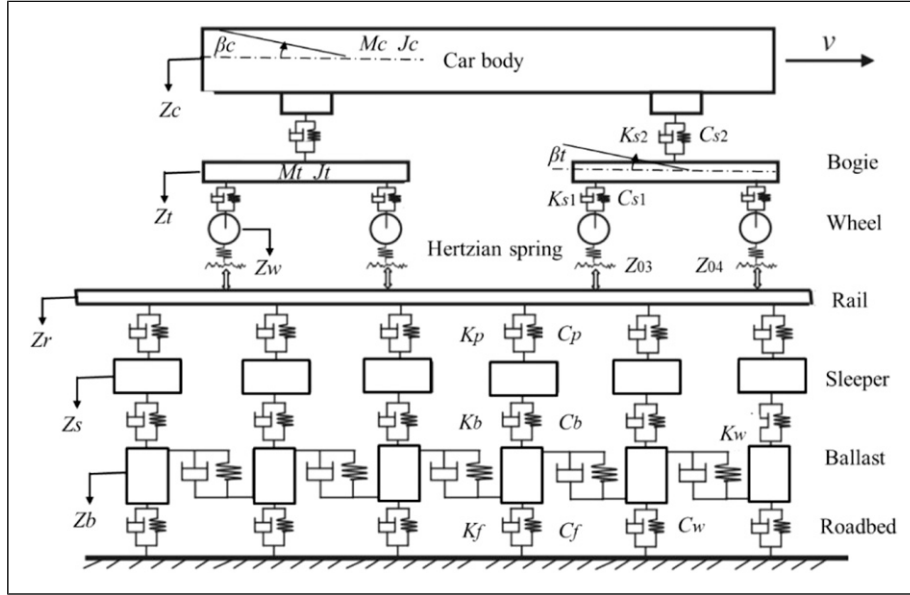 βc Mc Jc
Car body
v
Zc
Ks2 Cs2
βt
Bogie
Mt Jt
Zt
Ks1 Cs1
Wheel
Hertzian spring
Zw
Z03 Z04
Rail
Zr
Kp Cp
Sleeper
Zs
Kb Cb
Kw
Ballast
Zb
Kf Cf
Cw
Roadbed